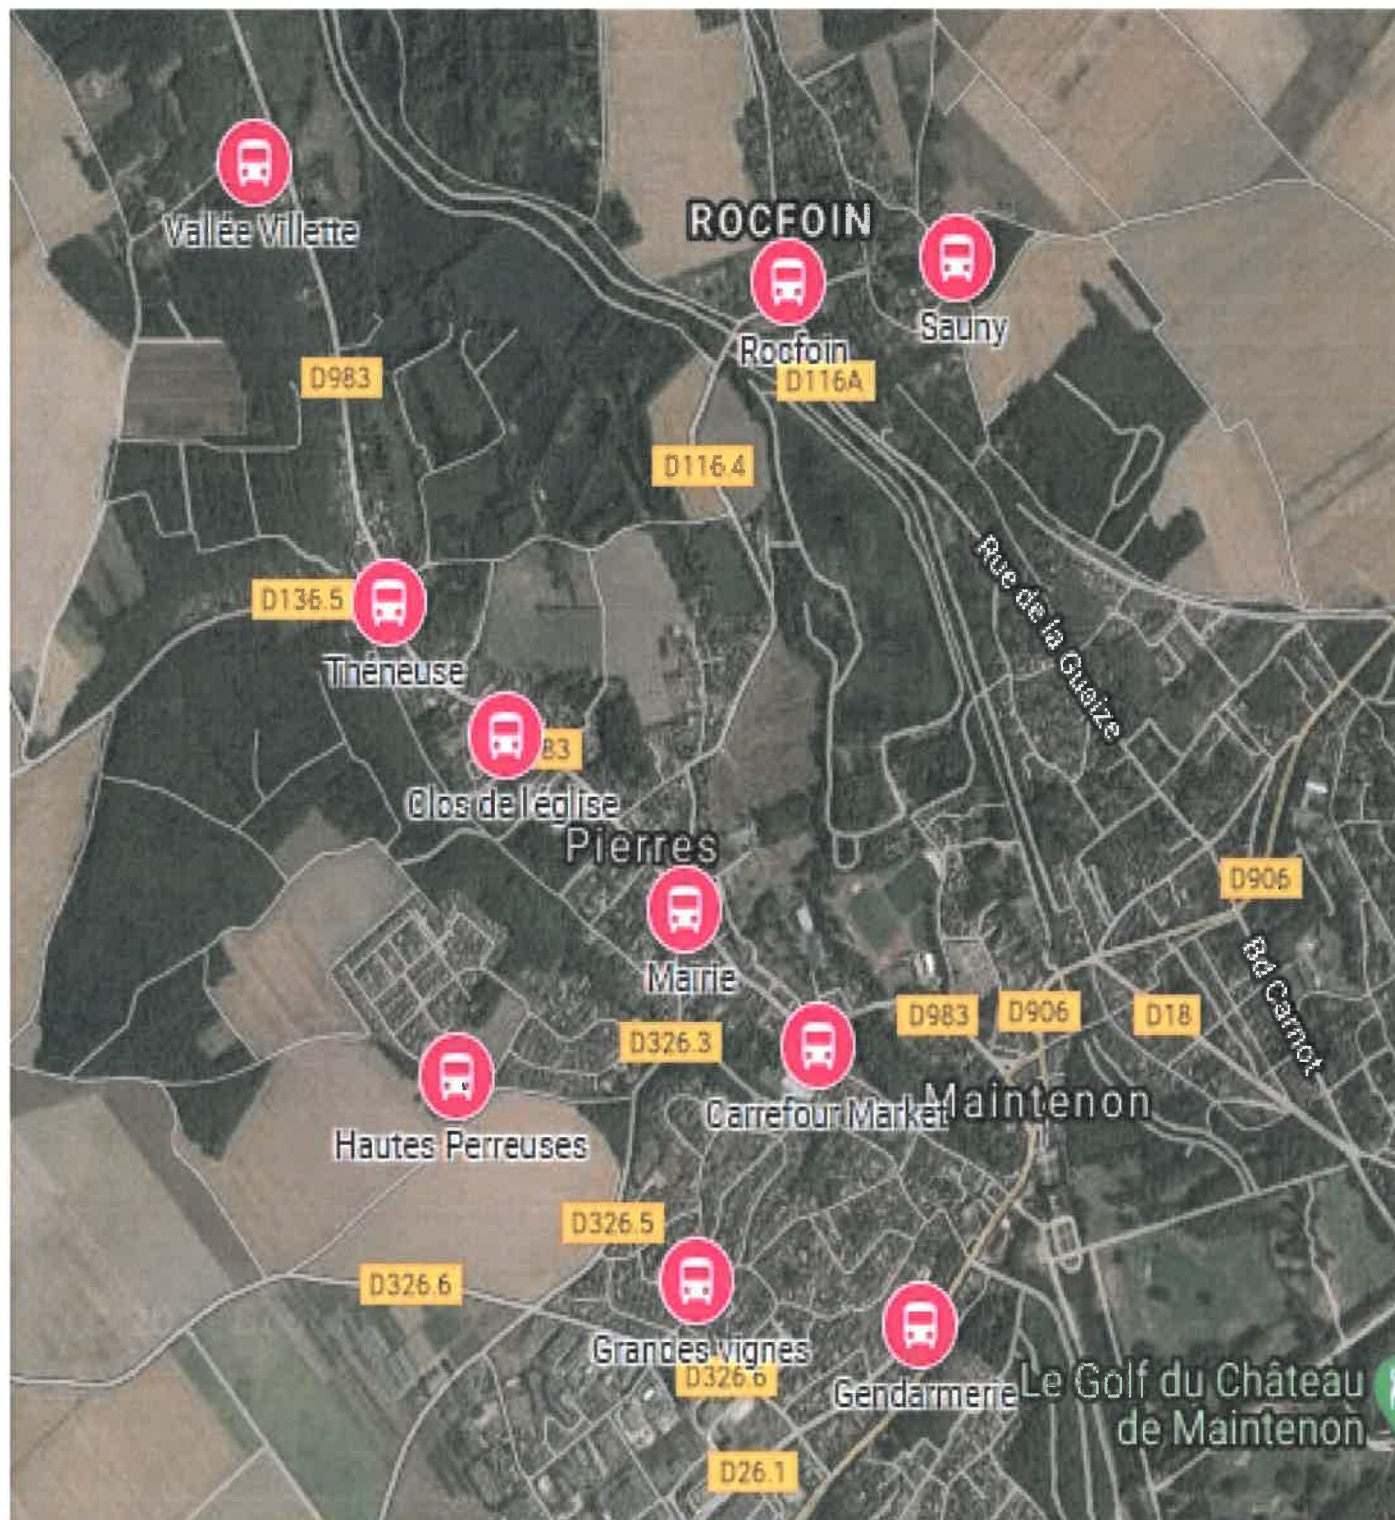 Vallée Villette
ROCFOIN
Rocfoin
Sauny
D983
D116A
D116.4
Rue de la Guaize
D136.5
Théneuse
83
Clos de l'église
Pierres
D906
Mairie
Bd Carnot
D983
D906
D18
D326.3
Carrefour Market
Maintenon
Hautes Perreuses
D326.5
D326.6
Grandes vignes
D326.6
Gendarmerie
Le Golf du Château
de Maintenon
D26.1